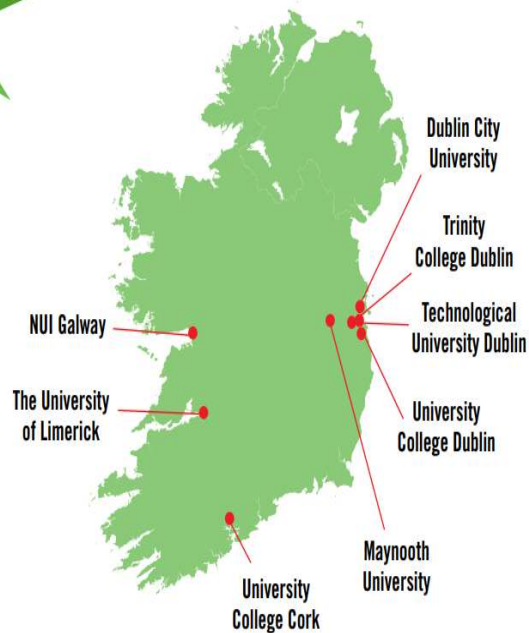 Dublin City
University
Trinity
College Dublin
Technological
University Dublin
University
College Dublin
NUI Galway
The University
of Limerick
Maynooth
University
University
College Cork